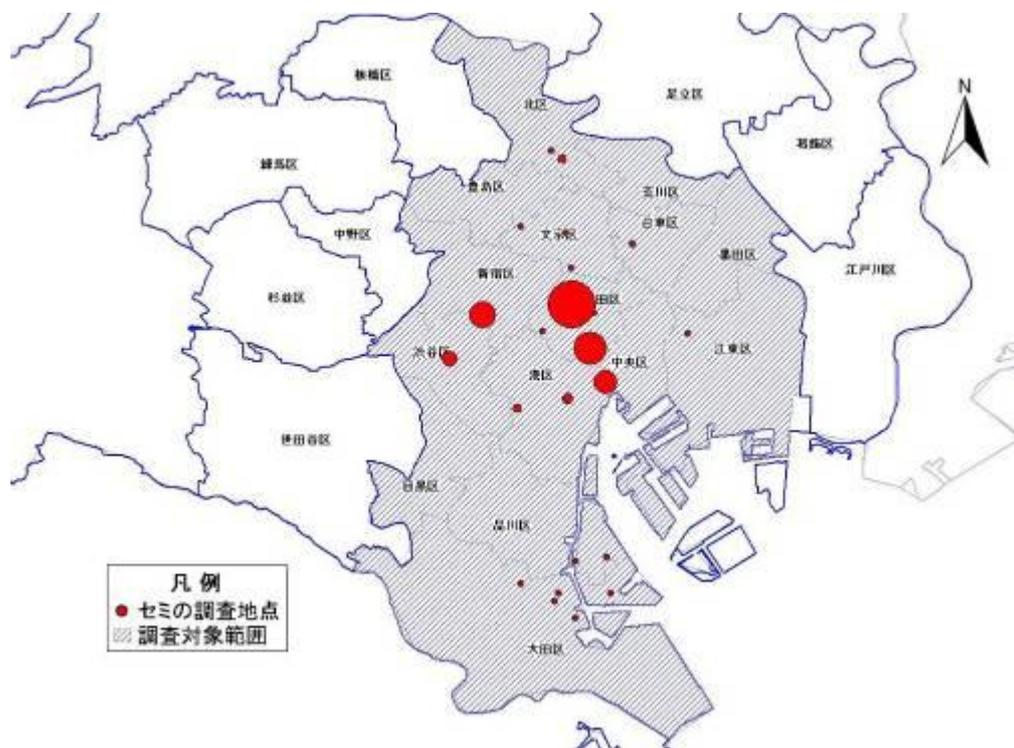 板橋区
足立区
北区
葛飾区
N
練馬区
豊島区
荒川区
台東区
中野区
文京区
墨田区
新宿区
江戸川区
杉並区
田区
渋谷区
江東区
中央区
港区
世田谷区
目黒区
品川区
凡例
セミの調査地点
調査対象範囲
大田区